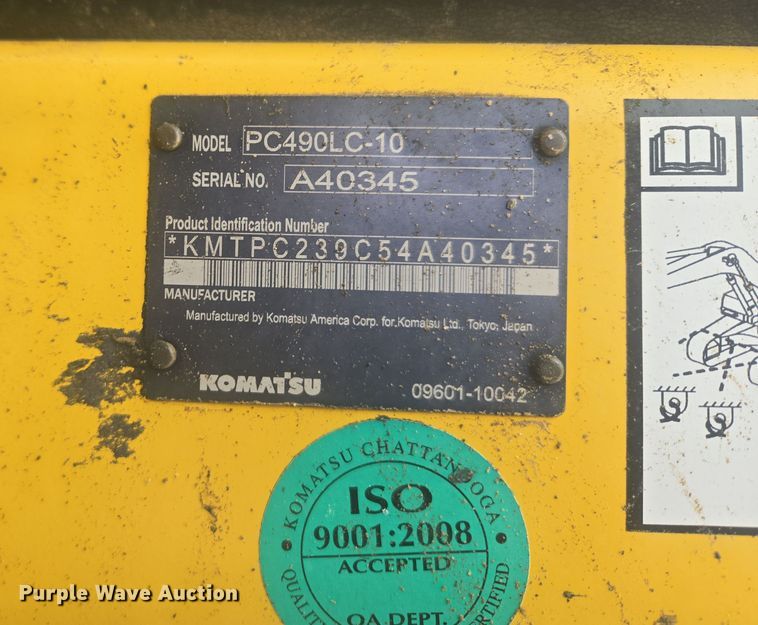 MODEL PC490LC-10
SERIAL NO. A40345
Product Identification Number
*KMTPC239C54A40345*
MANUFACTURER
Manufactured by Komatsu America Corp. for Komatsu Ltd., Tokyo, Japan
KOMATSU 09601-10042
KOMATSU CHATTANOOGA
ISO
9001:2008
ACCEPTED
QA DEPT.
Purple Wave Auction